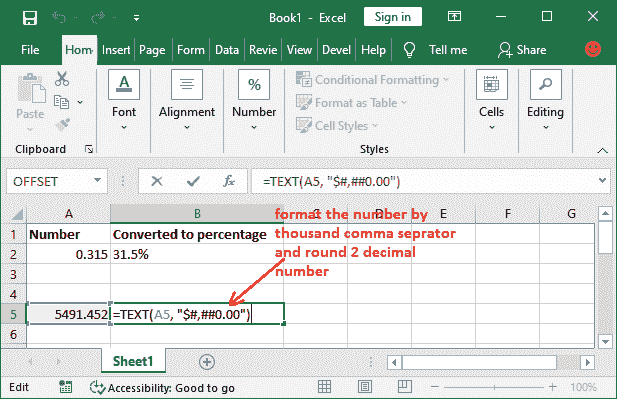 Book1 - Excel
Sign in
File Hom Insert Page Form Data Revie View Devel Help Tell me Share
Paste
Clipboard
Font
Alignment
%
Number
Conditional Formatting
Format as Table
Cell Styles
Styles
Cells
Editing
OFFSET
fx
=TEXT(A5, "$#,##0.00")
A B C D E F G
1 Number Converted to percentage
2 0.315 31.5%
3
4
5 5491.452 =TEXT(A5, "$#,##0.00")
6
format the number by
thousand comma seprator
and round 2 decimal
number
Sheet1
Edit Accessibility: Good to go 100%